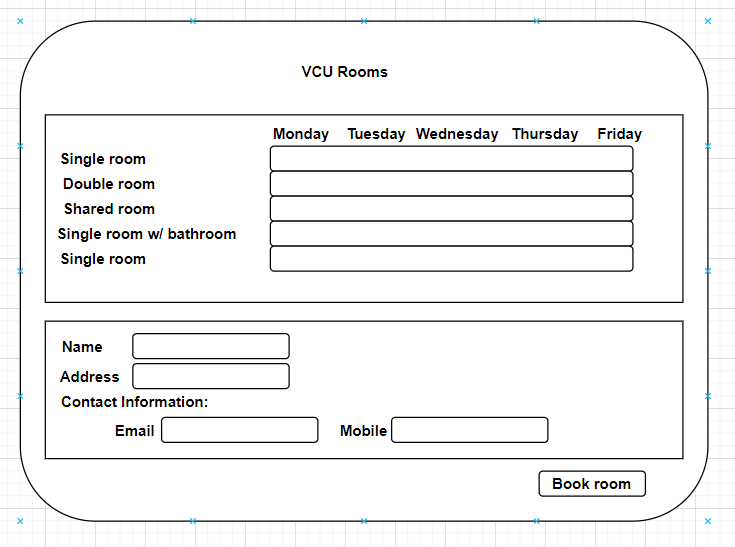 VCU Rooms
Monday Tuesday Wednesday Thursday Friday
Single room
Double room
Shared room
Single room w/ bathroom
Single room
Name
Address
Contact Information:
Email Mobile
Book room